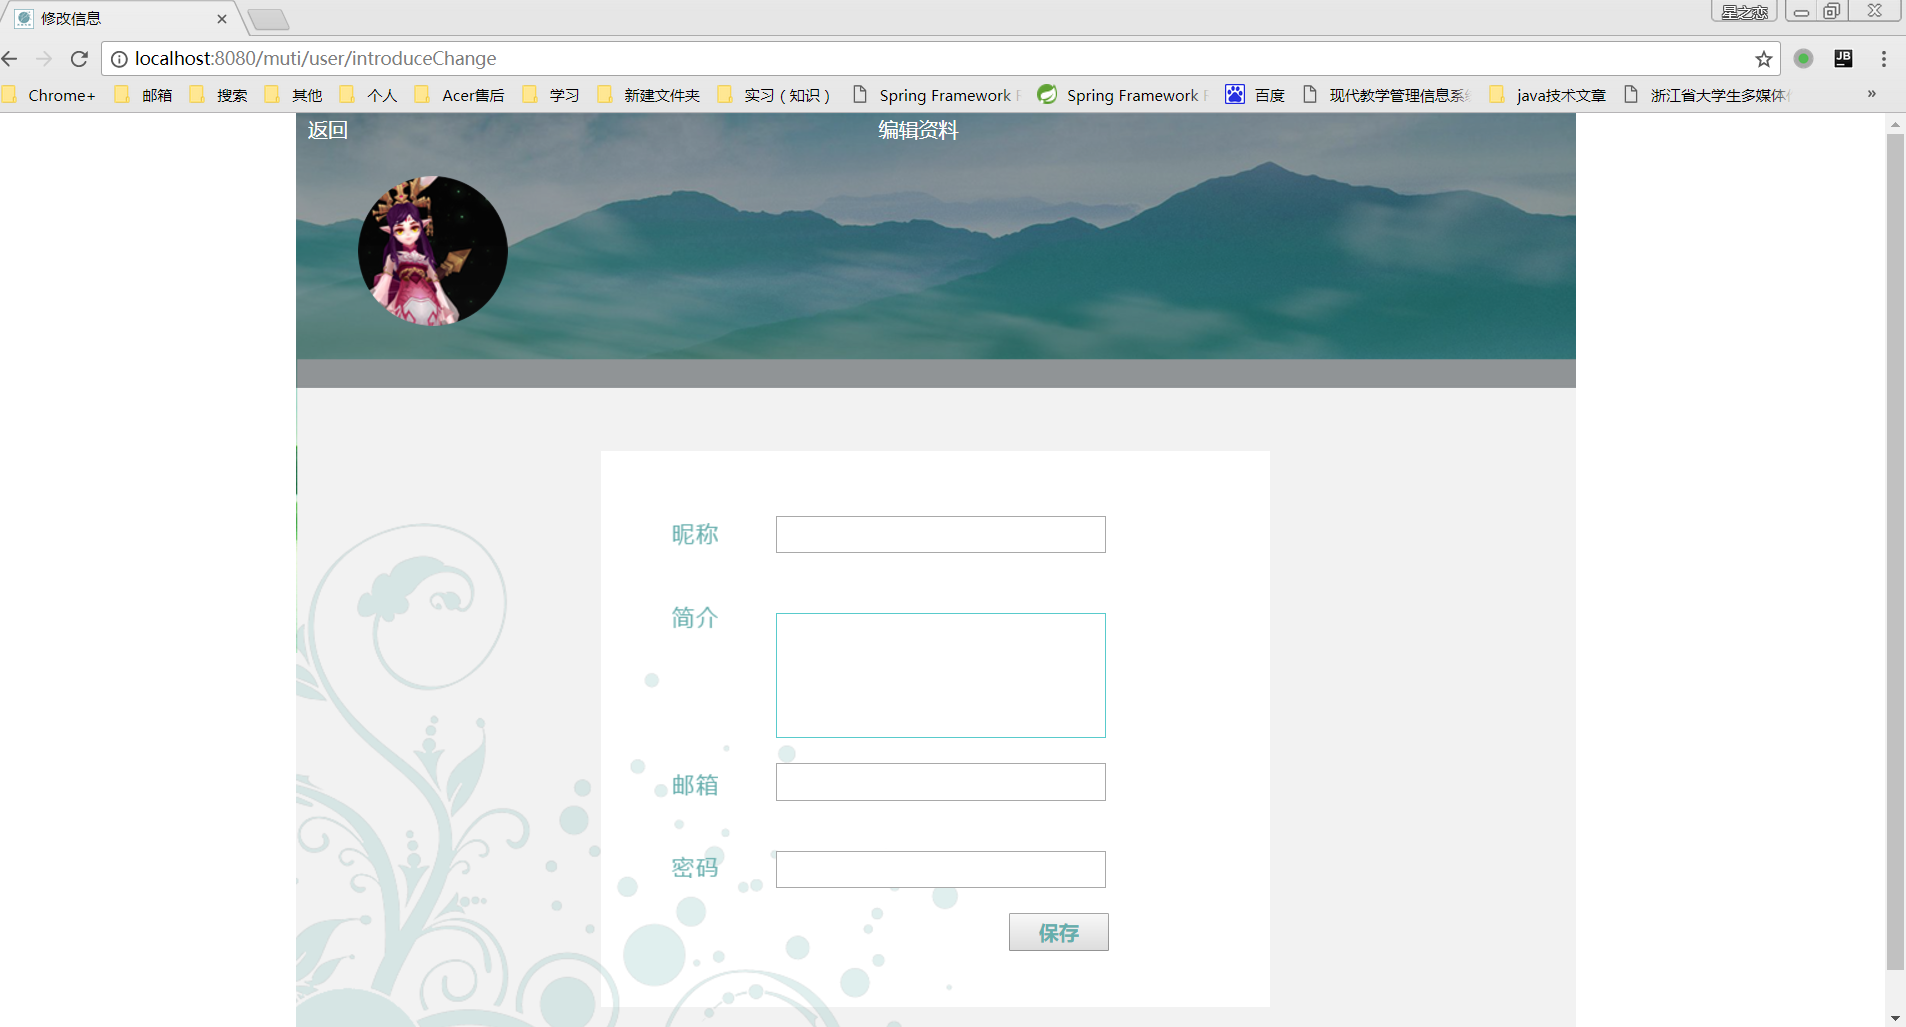 修改信息
星之恋
localhost:8080/muti/user/introduceChange
JB
Chrome+ 邮箱 搜索 其他 个人 Acer售后 学习 新建文件夹 实习（知识） Spring Framework Spring Framework 百度 现代教学管理信息系 java技术文章 浙江省大学生多媒体 »
返回 编辑资料
昵称
简介
邮箱
密码
保存